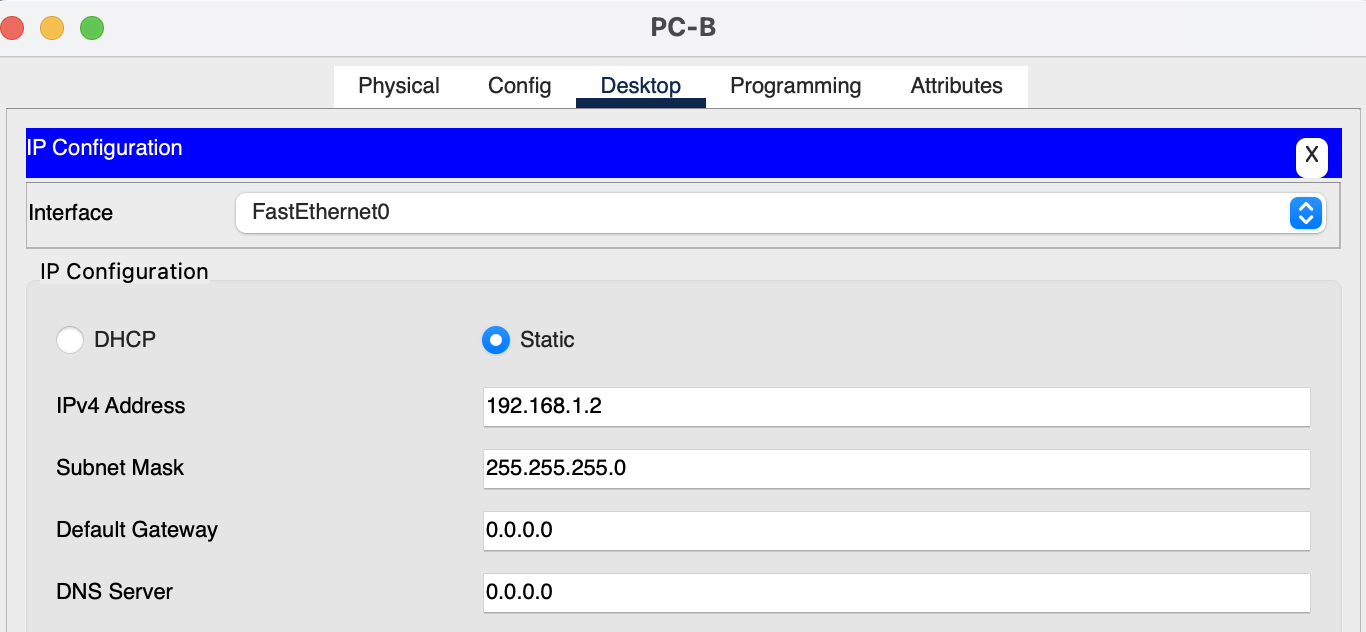 PC-B
Physical Config Desktop Programming Attributes
IP Configuration X
Interface FastEthernet0
IP Configuration
DHCP Static
IPv4 Address 192.168.1.2
Subnet Mask 255.255.255.0
Default Gateway 0.0.0.0
DNS Server 0.0.0.0